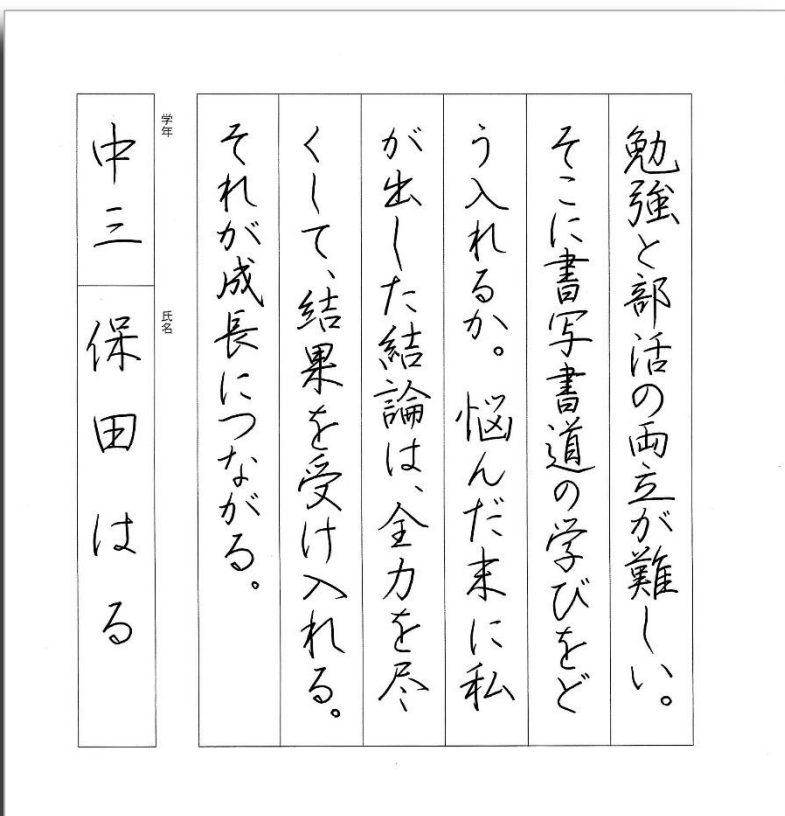 勉強と部活の両立が難しい。
そこに書写書道の学びをど
う入れるか。悩んだ末に私
が出した結論は、全力を尽
くして、結果を受け入れる。
それが成長につながる。
学年
中三
氏名
保田はる